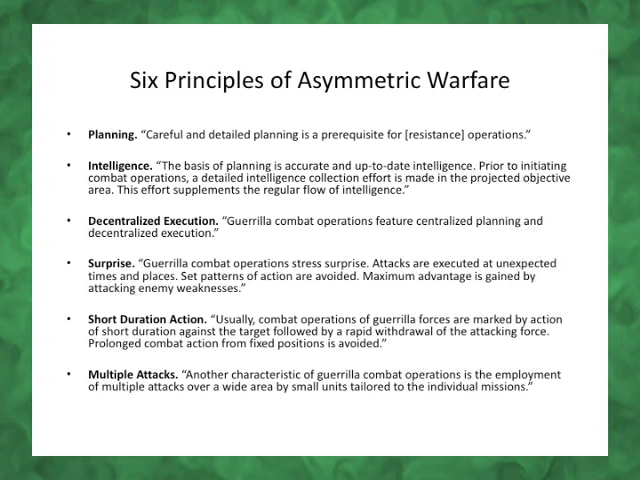 Six Principles of Asymmetric Warfare
• Planning. “Careful and detailed planning is a prerequisite for [resistance] operations.”
• Intelligence. “The basis of planning is accurate and up-to-date intelligence. Prior to initiating
combat operations, a detailed intelligence collection effort is made in the projected objective
area. This effort supplements the regular flow of intelligence.”
• Decentralized Execution. “Guerrilla combat operations feature centralized planning and
decentralized execution.”
• Surprise. “Guerrilla combat operations stress surprise. Attacks are executed at unexpected
times and places. Set patterns of action are avoided. Maximum advantage is gained by
attacking enemy weaknesses.”
• Short Duration Action. “Usually, combat operations of guerrilla forces are marked by action
of short duration against the target followed by a rapid withdrawal of the attacking force.
Prolonged combat action from fixed positions is avoided.”
• Multiple Attacks. “Another characteristic of guerrilla combat operations is the employment
of multiple attacks over a wide area by small units tailored to the individual missions.”